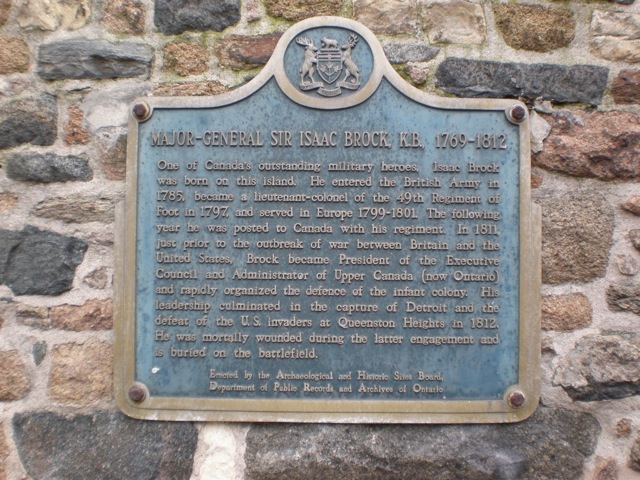 MAJOR-GENERAL SIR ISAAC BROCK, K.B., 1769-1812
One of Canada's outstanding military heroes, Isaac Brock
was born on this island. He entered the British Army in
1785, became a lieutenant-colonel of the 49th Regiment of
Foot in 1797, and served in Europe 1799-1801. The following
year he was posted to Canada with his regiment. In 1811,
just prior to the outbreak of war between Britain and the
United States, Brock became President of the Executive
Council and Administrator of Upper Canada (now Ontario)
and rapidly organized the defence of the infant colony. His
leadership culminated in the capture of Detroit and the
defeat of the U.S. invaders at Queenston Heights in 1812.
He was mortally wounded during the latter engagement and
is buried on the battlefield.
Erected by the Archaeological and Historic Sites Board,
Department of Public Records and Archives of Ontario